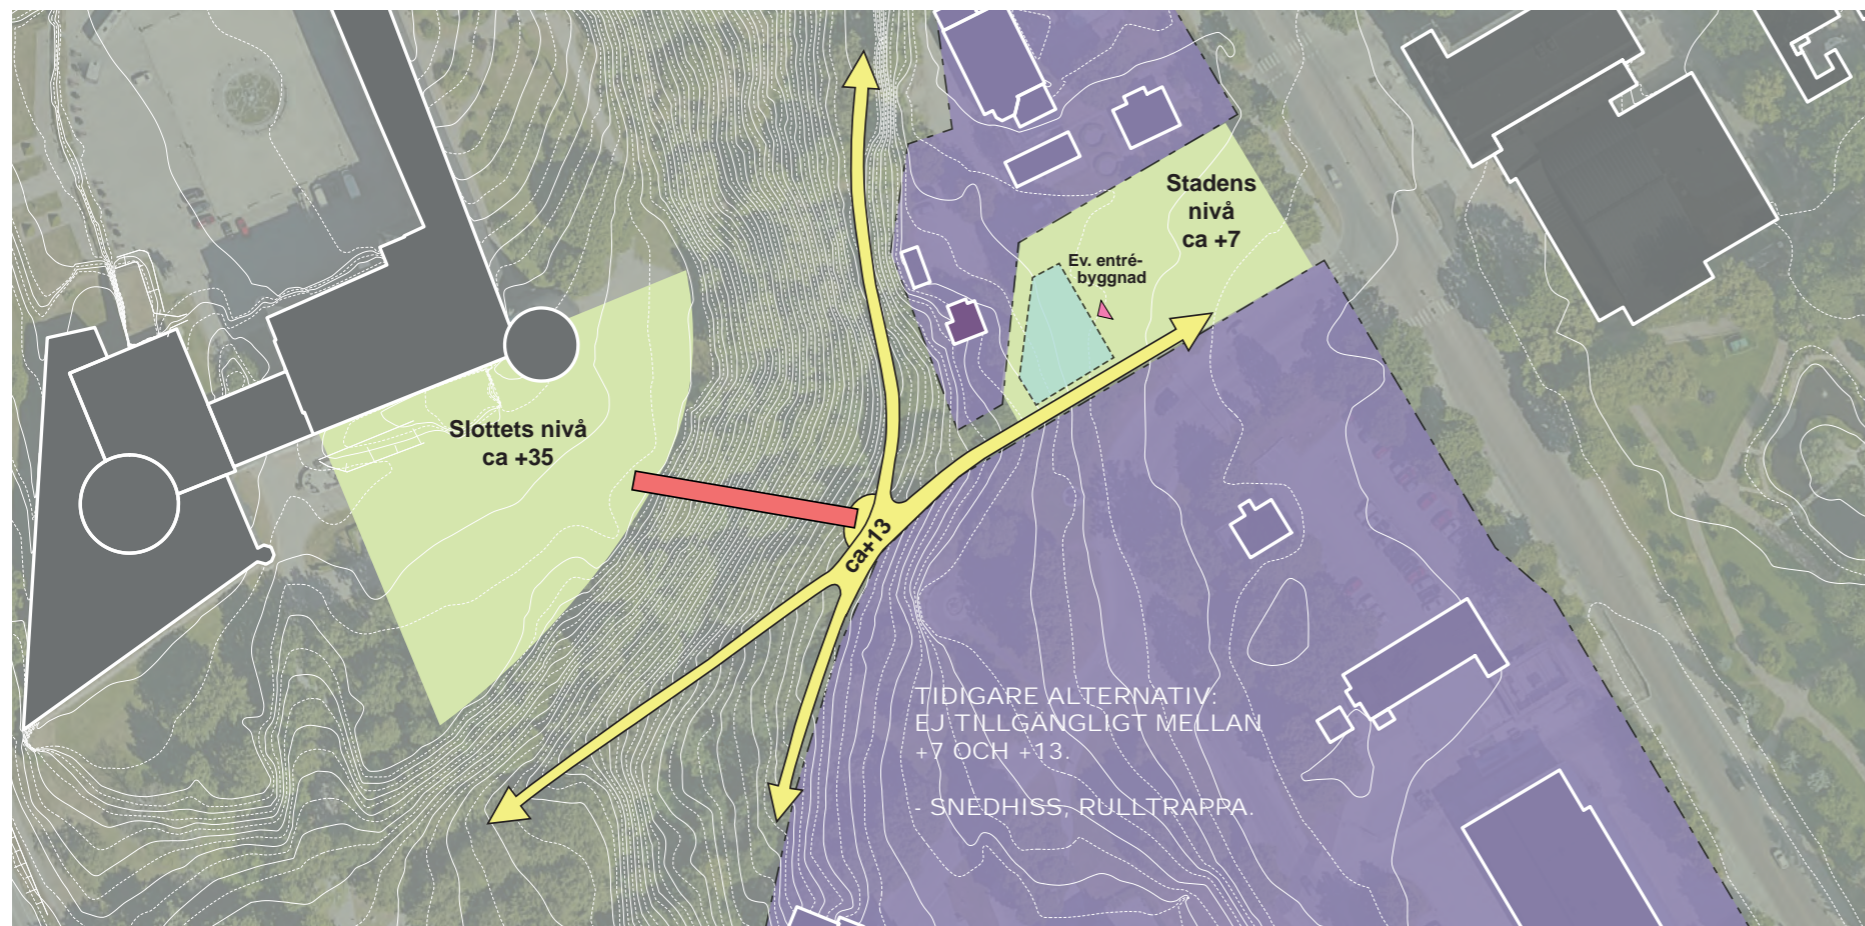 Stadens
nivå
ca +7
Ev. entré-
byggnad
Slottets nivå
ca +35
ca+13
TIDIGARE ALTERNATIV:
EJ TILLGÄNGLIGT MELLAN
+7 OCH +13.
- SNEDHISS, RULLTRAPPA.